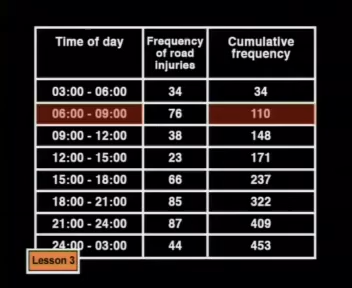 Time of day Frequency of road injuries Cumulative frequency
03:00 - 06:00 34 34
06:00 - 09:00 76 110
09:00 - 12:00 38 148
12:00 - 15:00 23 171
15:00 - 18:00 66 237
18:00 - 21:00 85 322
21:00 - 24:00 87 409
24:00 - 03:00 44 453
Lesson 3